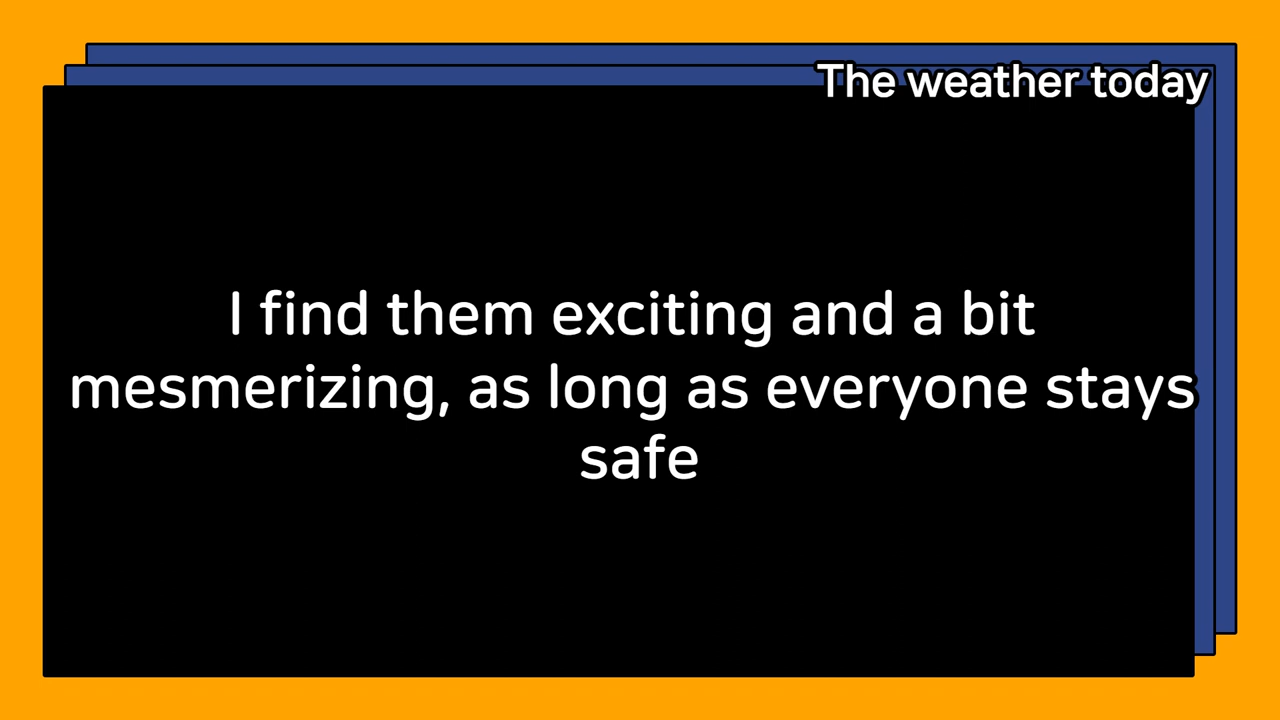 The weather today
I find them exciting and a bit
mesmerizing, as long as everyone stays
safe